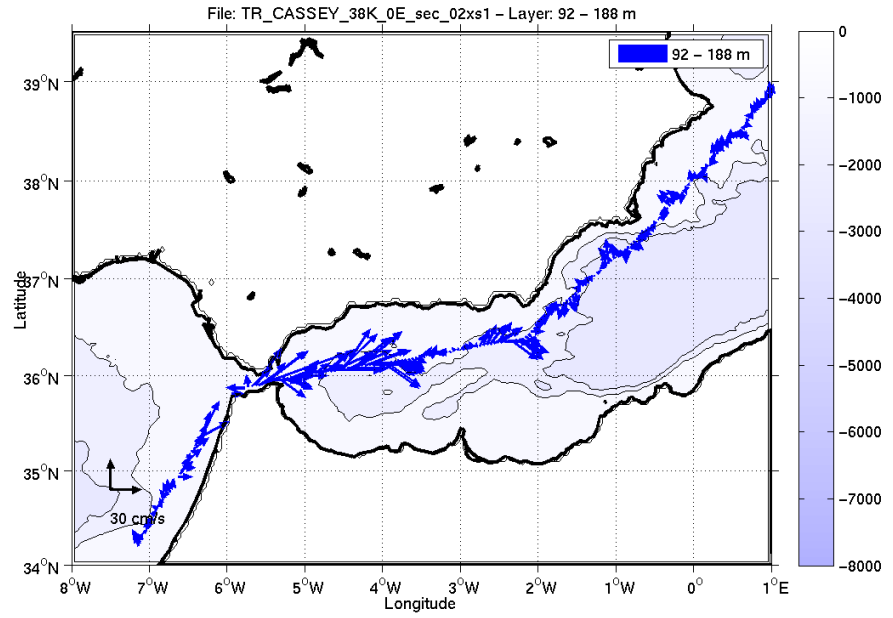 File: TR_CASSEY_38K_0E_sec_02xs1 – Layer: 92 – 188 m
92 – 188 m
39°N
38°N
37°N
36°N
35°N
34°N
Latitude
30 cm/s
8°W
7°W
6°W
5°W
4°W
3°W
2°W
1°W
0°
1°E
Longitude
0
−1000
−2000
−3000
−4000
−5000
−6000
−7000
−8000